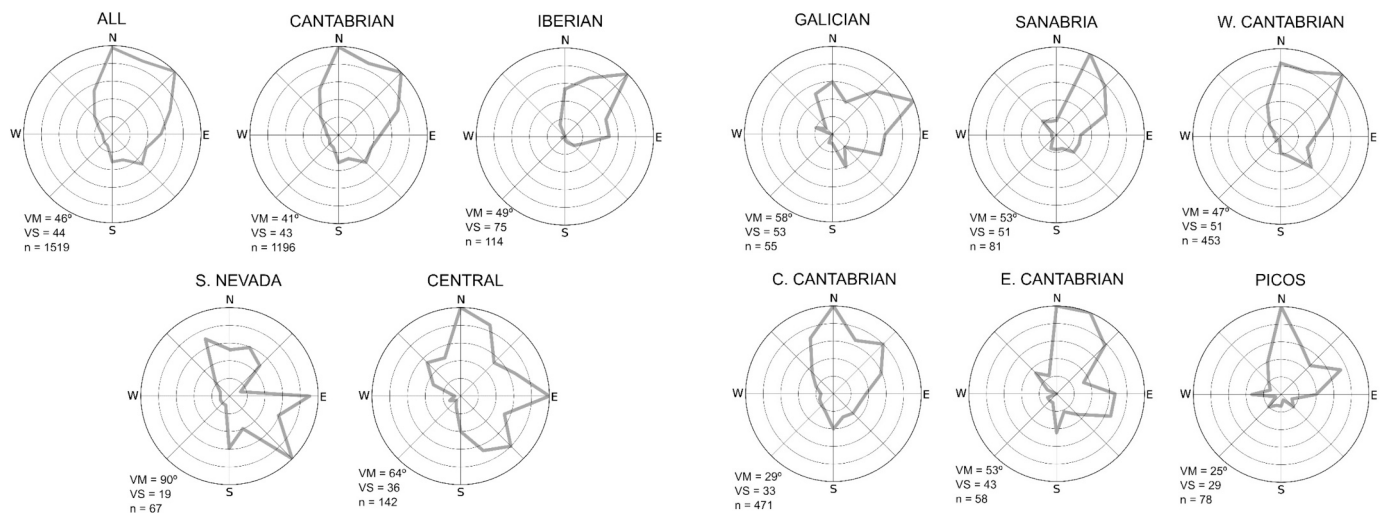 ALL
N
W
E
S
VM = 46º
VS = 44
n = 1519
CANTABRIAN
N
W
E
S
VM = 41º
VS = 43
n = 1196
IBERIAN
N
W
E
S
VM = 49º
VS = 75
n = 114
GALICIAN
N
W
E
S
VM = 58º
VS = 53
n = 55
SANABRIA
N
W
E
S
VM = 53º
VS = 51
n = 81
W. CANTABRIAN
N
W
E
S
VM = 47º
VS = 51
n = 453
S. NEVADA
N
W
E
S
VM = 90º
VS = 19
n = 67
CENTRAL
N
W
E
S
VM = 64º
VS = 36
n = 142
C. CANTABRIAN
N
W
E
S
VM = 29º
VS = 33
n = 471
E. CANTABRIAN
N
W
E
S
VM = 53º
VS = 43
n = 58
PICOS
N
W
E
S
VM = 25º
VS = 29
n = 78